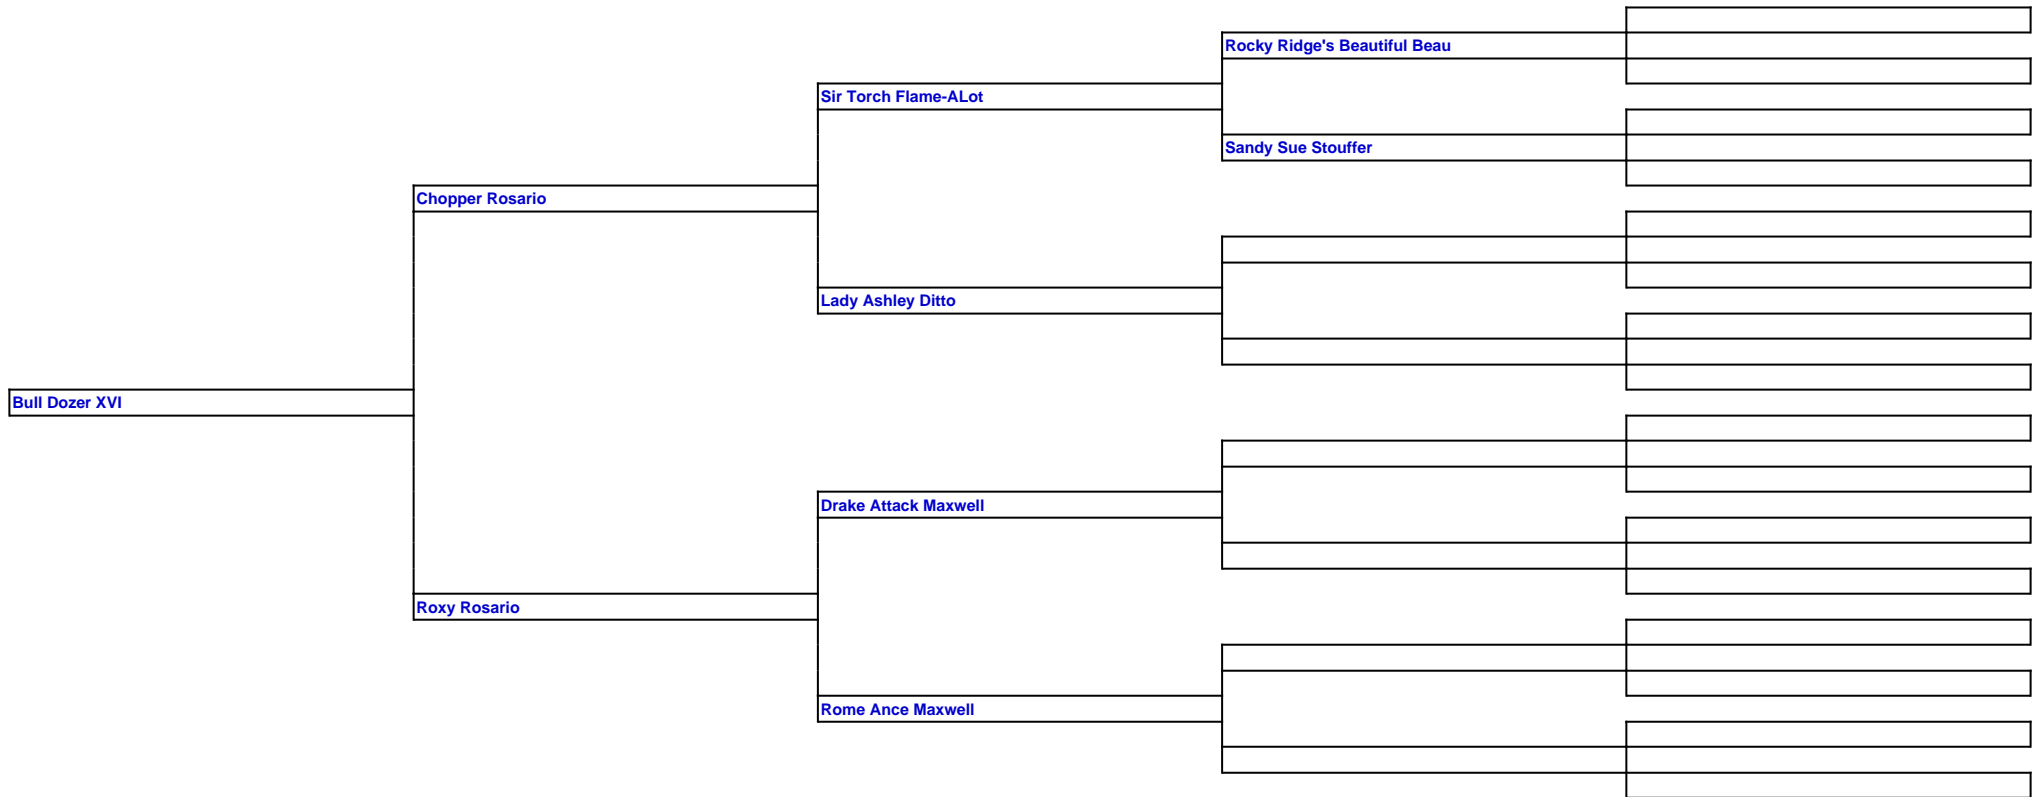 Rocky Ridge's Beautiful Beau
Sir Torch Flame-ALot
Sandy Sue Stouffer
Chopper Rosario
Lady Ashley Ditto
Bull Dozer XVI
Drake Attack Maxwell
Roxy Rosario
Rome Ance Maxwell